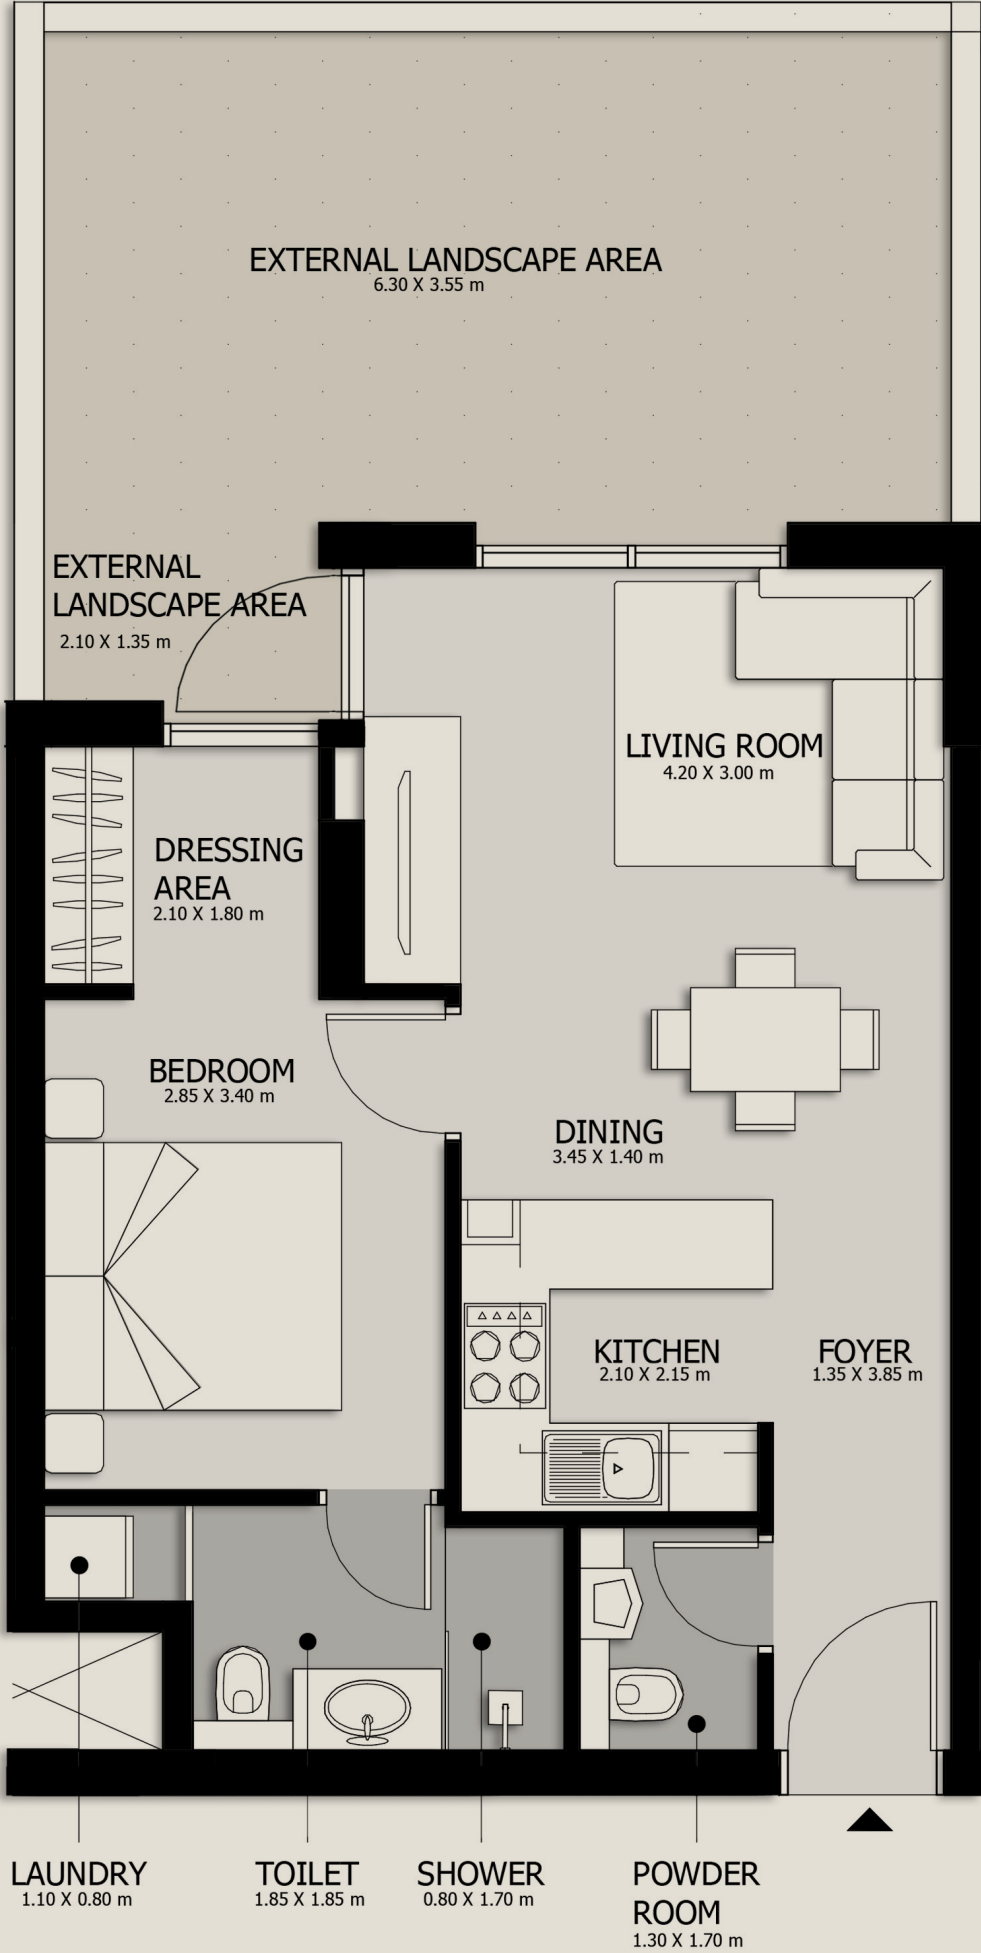 EXTERNAL LANDSCAPE AREA
6.30 X 3.55 m
EXTERNAL
LANDSCAPE AREA
2.10 X 1.35 m
LIVING ROOM
4.20 X 3.00 m
DRESSING
AREA
2.10 X 1.80 m
BEDROOM
2.85 X 3.40 m
DINING
3.45 X 1.40 m
KITCHEN
2.10 X 2.15 m
FOYER
1.35 X 3.85 m
LAUNDRY
1.10 X 0.80 m
TOILET
1.85 X 1.85 m
SHOWER
0.80 X 1.70 m
POWDER
ROOM
1.30 X 1.70 m